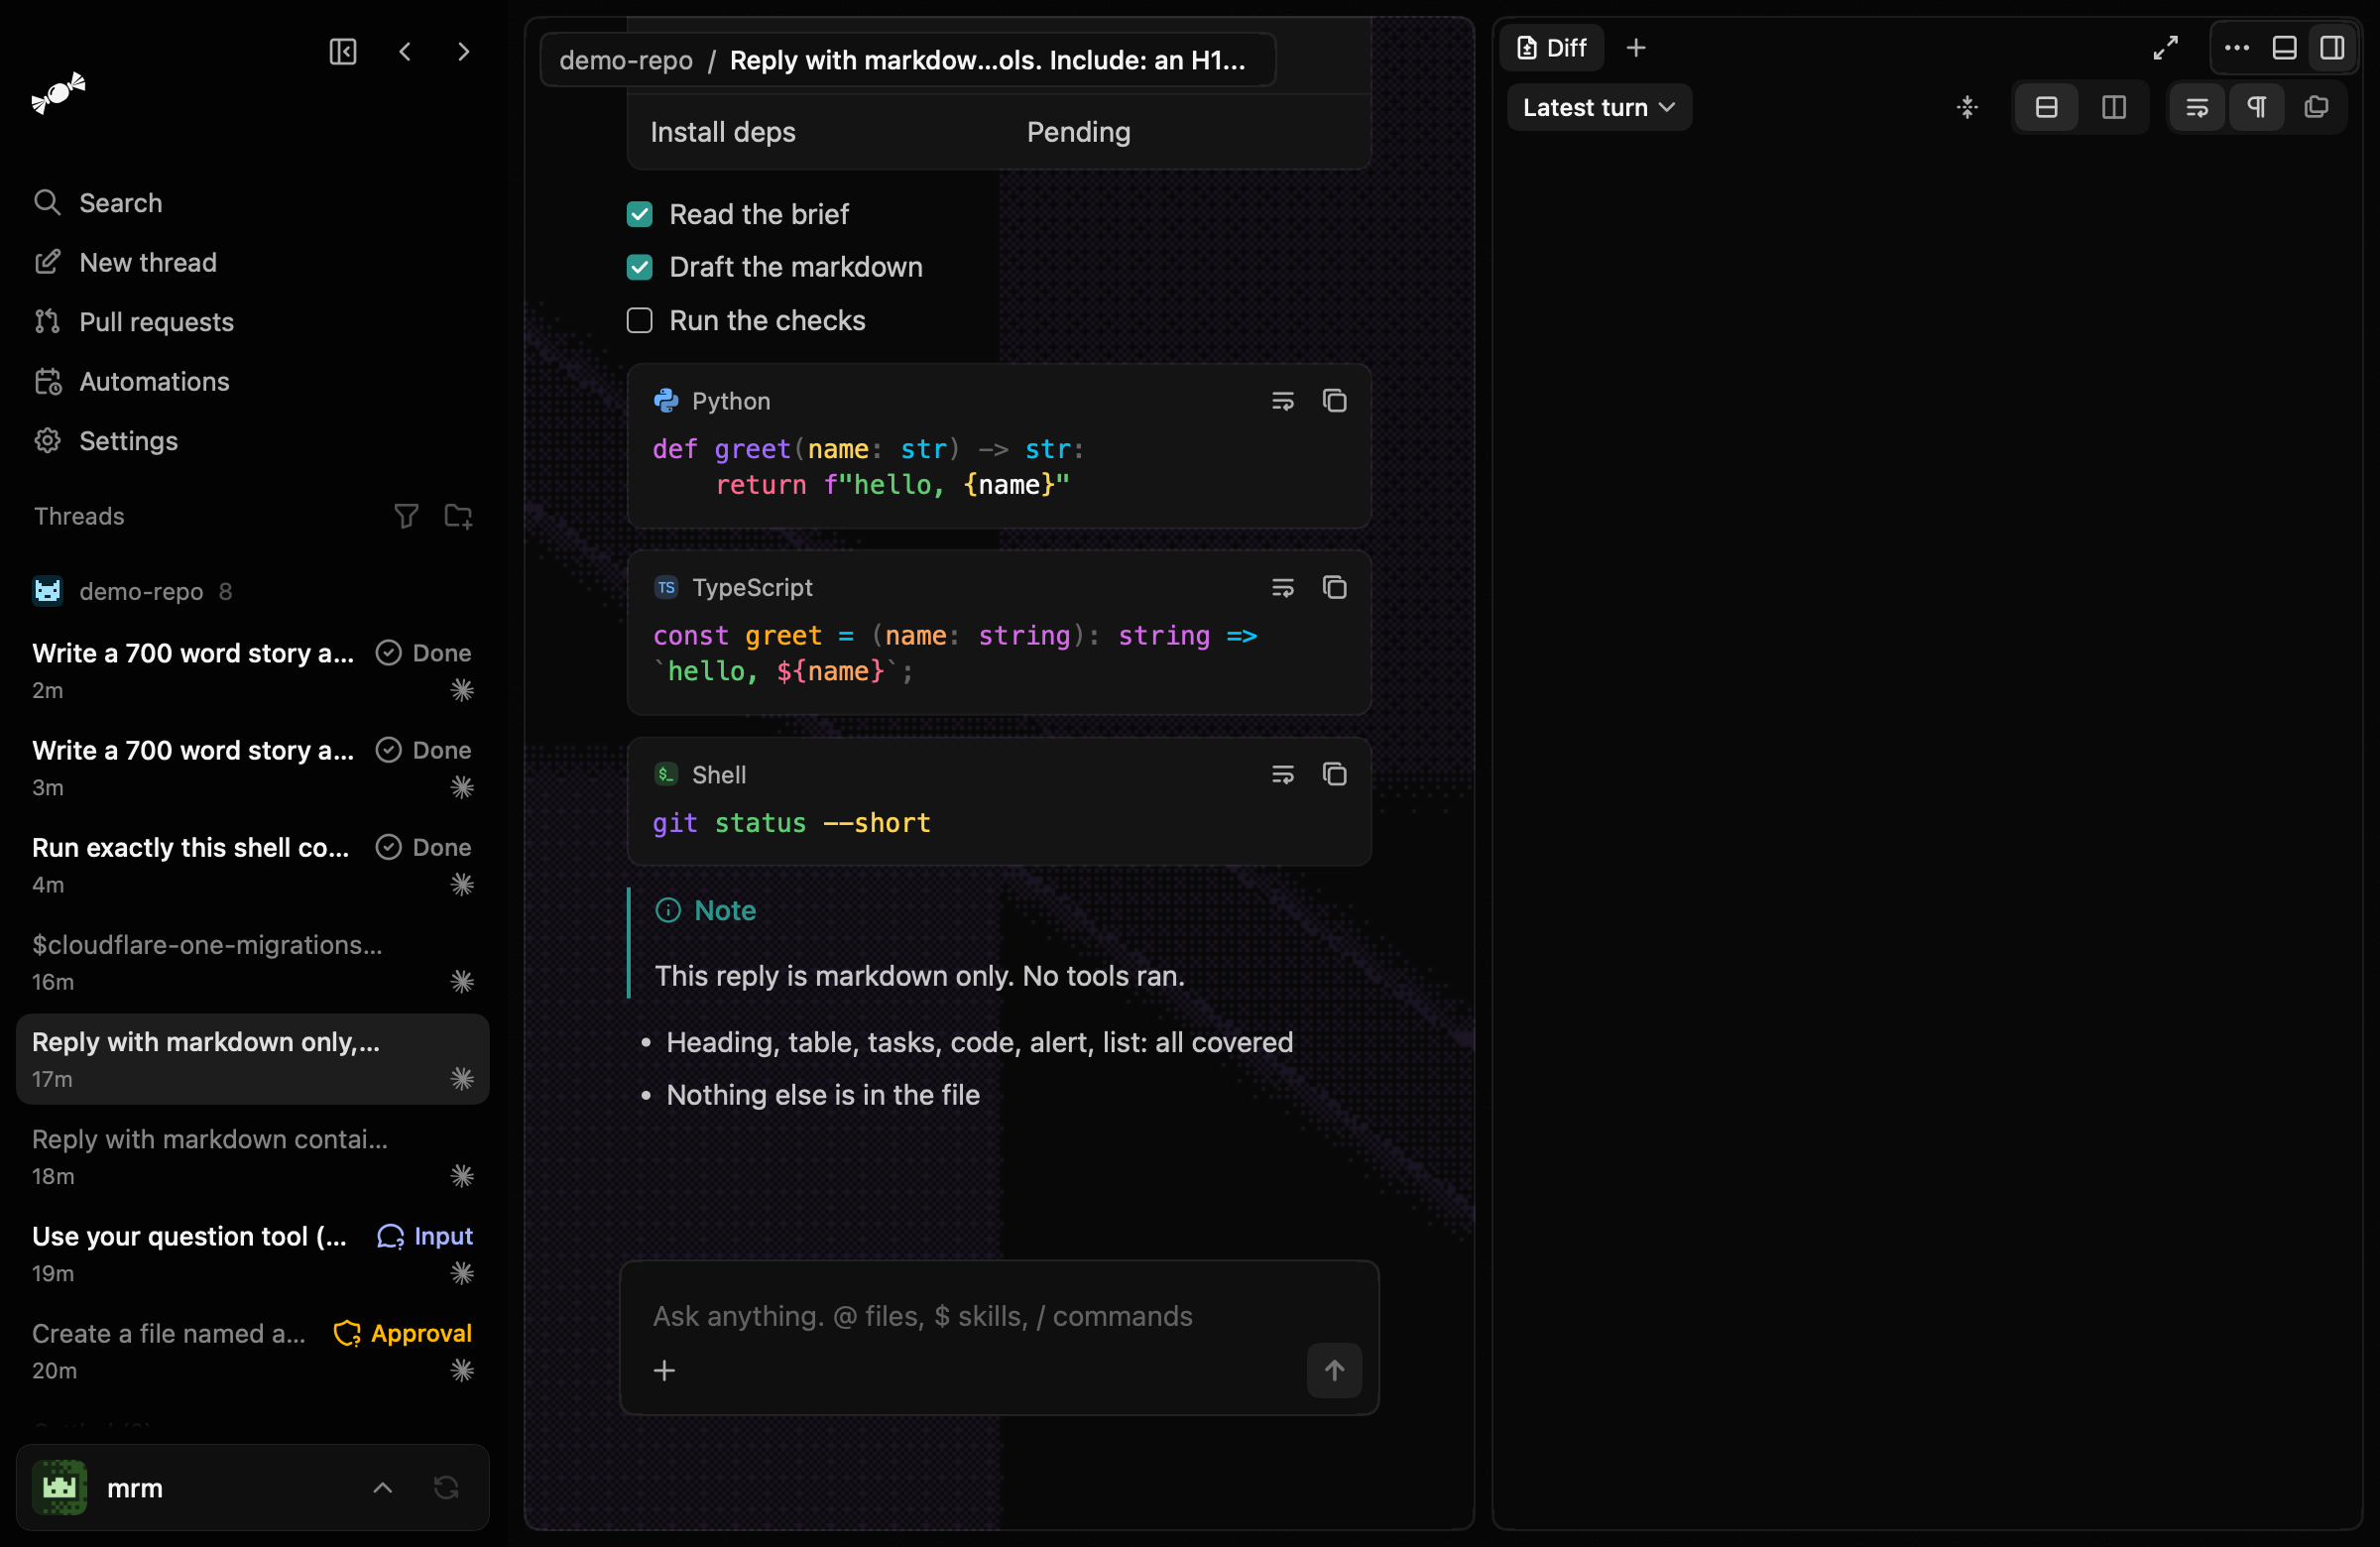 Search
New thread
Pull requests
Automations
Settings
Threads
demo-repo 8
Write a 700 word story a... Done
2m
Write a 700 word story a... Done
3m
Run exactly this shell co... Done
4m
$cloudflare-one-migrations...
16m
Reply with markdown only,...
17m
Reply with markdown contai...
18m
Use your question tool (... Input
19m
Create a file named a... Approval
20m
mrm
demo-repo / Reply with markdow...ols. Include: an H1...
Install deps Pending
Read the brief
Draft the markdown
Run the checks
Python
def greet(name: str) -> str:
    return f"hello, {name}"
TS TypeScript
const greet = (name: string): string =>
`hello, ${name}`;
$_ Shell
git status --short
Note
This reply is markdown only. No tools ran.
• Heading, table, tasks, code, alert, list: all covered
• Nothing else is in the file
Ask anything. @ files, $ skills, / commands
Diff
Latest turn